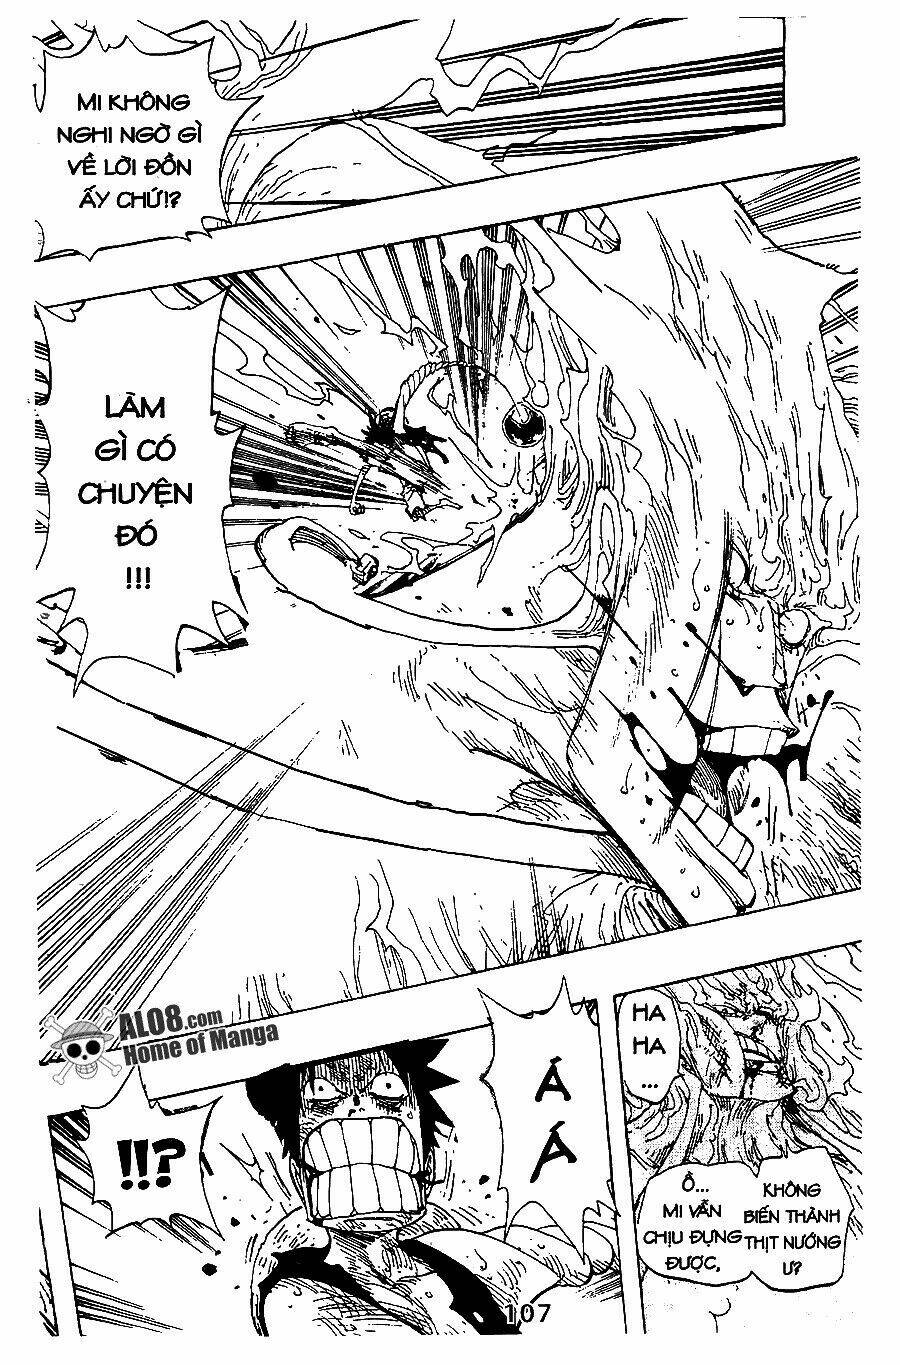 MI KHÔNG
NGHI NGỜ GÌ
VỀ LỜI ĐỒN
ẤY CHỨ!?
LÀM
GÌ CÓ
CHUYỆN
ĐÓ
!!!
HA
HA
...
KHÔNG
BIẾN THÀNH
THỊT NƯỚNG
Ư?
Ồ...
MI VẪN
CHỊU ĐỰNG
ĐƯỢC,
Á
Á
!!?
AL08.com
Home of Manga
107